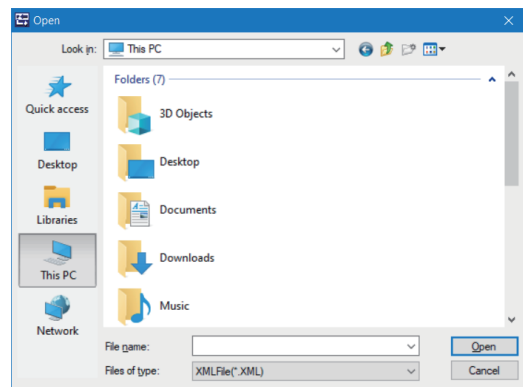 Open
Look in: This PC
Folders (7)
Quick access
3D Objects
Desktop
Desktop
Libraries
Documents
This PC
Downloads
Network
Music
File name:
Open
Files of type: XMLFile(*.XML)
Cancel